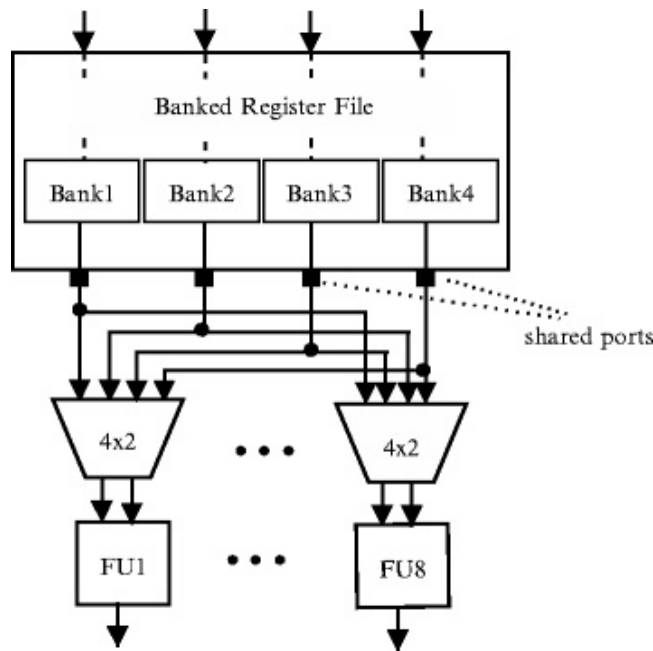 Banked Register File
Bank1 Bank2 Bank3 Bank4
shared ports
4x2 4x2
FU1 FU8